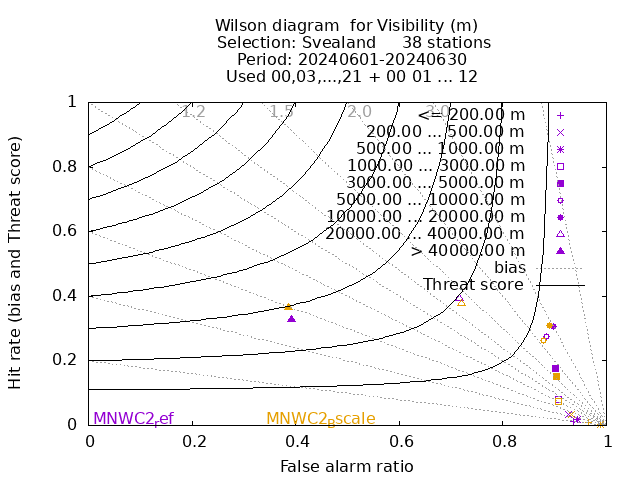 Wilson diagram  for Visibility (m)
Selection: Svealand     38 stations
Period: 20240601-20240630
Used 00,03,...,21 + 00 01 ... 12
Hit rate (bias and Threat score)
1
0.8
0.6
0.4
0.2
0
1.2 1.5 2.0 3.0
<= 200.00 m
200.00 ... 500.00 m
500.00 ... 1000.00 m
1000.00 ... 3000.00 m
3000.00 ... 5000.00 m
5000.00 ... 10000.00 m
10000.00 ... 20000.00 m
20000.00 ... 40000.00 m
> 40000.00 m
bias
Threat score
MNWC2ref MNWC2Bscale
0 0.2 0.4 0.6 0.8 1
False alarm ratio